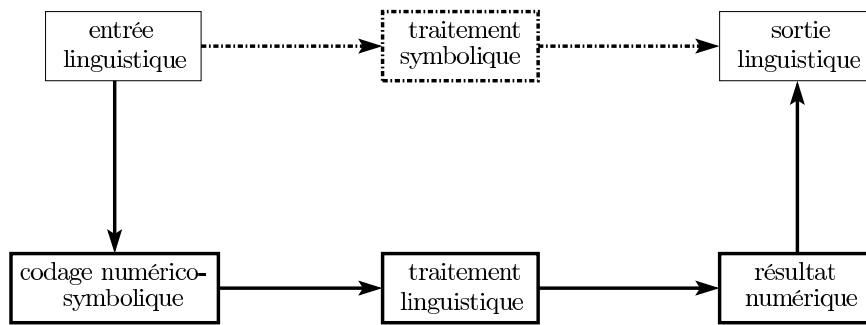 entrée
linguistique
traitement
symbolique
sortie
linguistique
codage numérico-
symbolique
traitement
linguistique
résultat
numérique